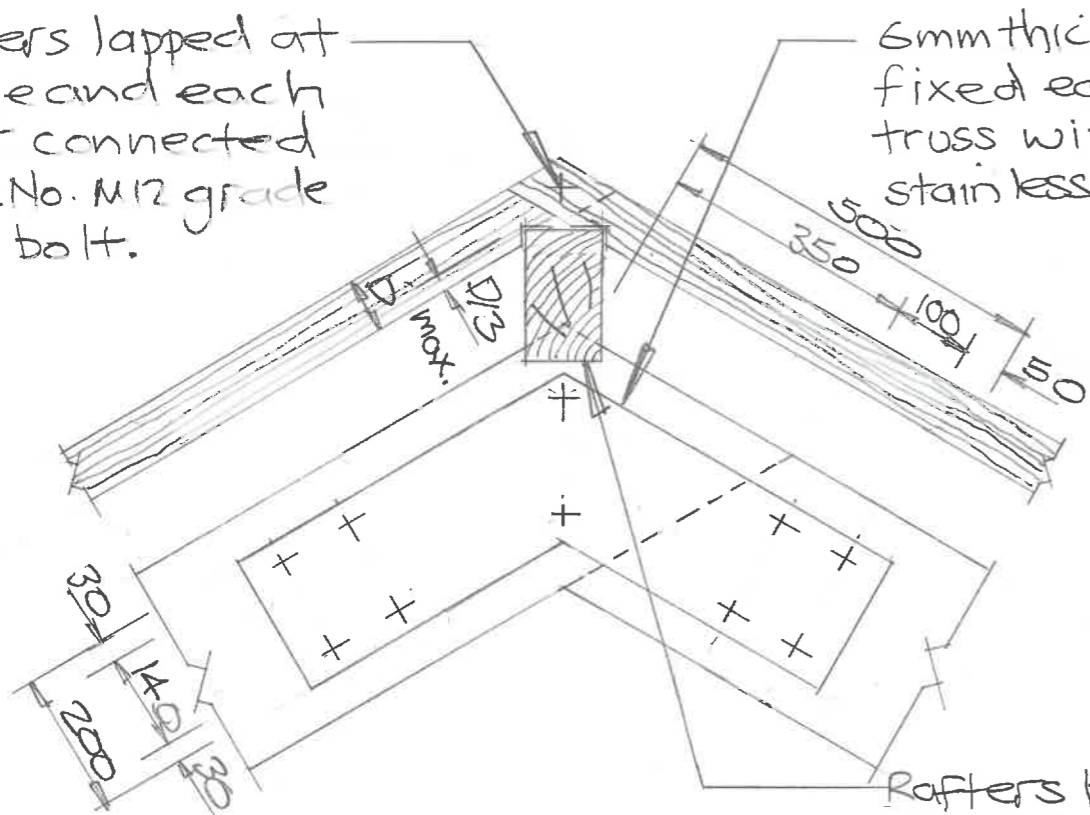 ers lapped at
e and each
r connected
No. M12 grade
bolt.
6mm thic
fixed ea
truss wi
stainless
500
350
100
50
D
D/3
max.
30
140
200
30
Rafters